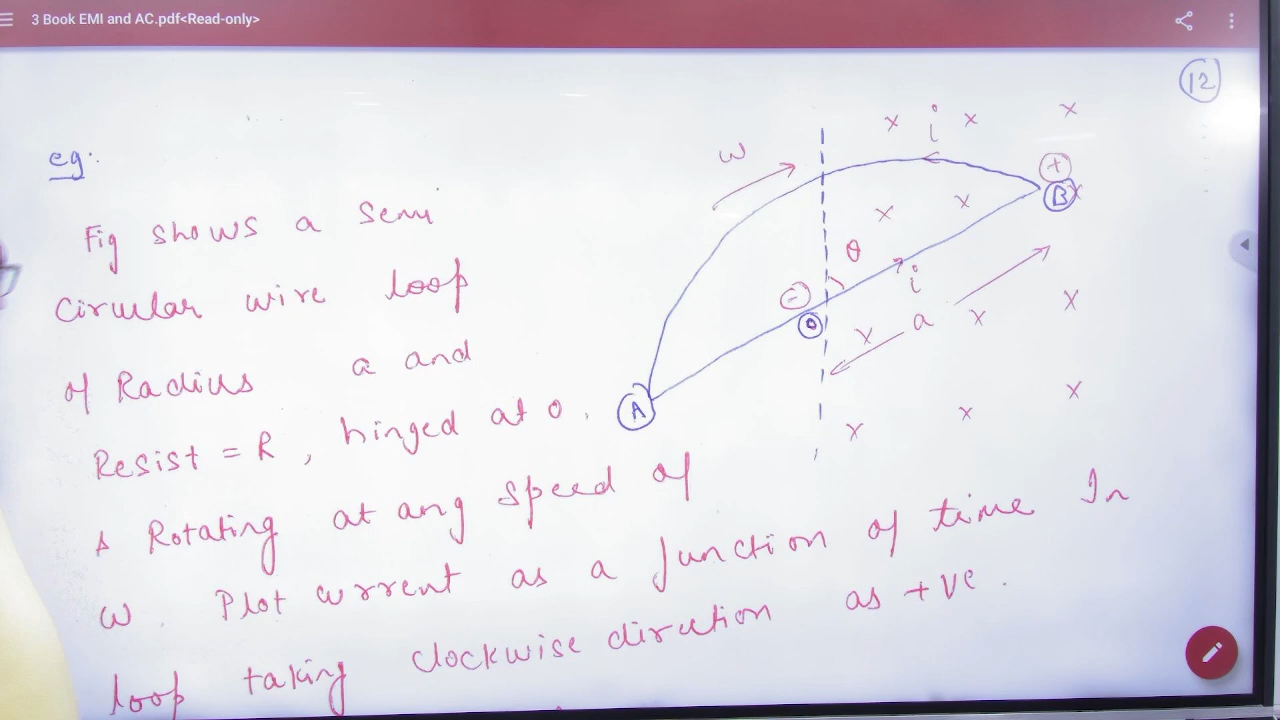 3 Book EMI and AC.pdf<Read-only>
12
eg:
Fig shows a semi
circular wire loop
of Radius a and
Resist = R, hinged at o.
& Rotating at ang speed of
ω. Plot current as a function of time In
loop taking clockwise direction as +ve.
ω
x i x x
+
B x
x x
θ
i
-
O
a
x x x
A
x x x